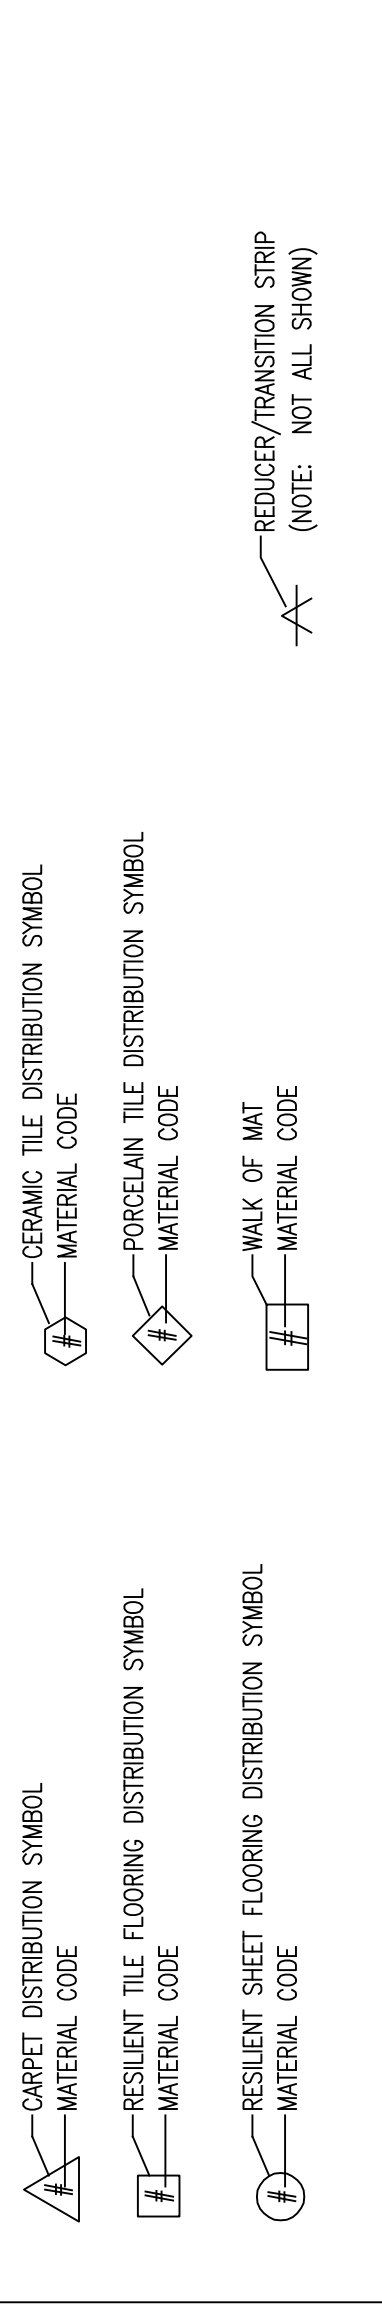 CARPET DISTRIBUTION SYMBOL
MATERIAL CODE
#
RESILIENT TILE FLOORING DISTRIBUTION SYMBOL
MATERIAL CODE
#
RESILIENT SHEET FLOORING DISTRIBUTION SYMBOL
MATERIAL CODE
#
CERAMIC TILE DISTRIBUTION SYMBOL
MATERIAL CODE
#
PORCELAIN TILE DISTRIBUTION SYMBOL
MATERIAL CODE
#
WALK OF MAT
MATERIAL CODE
#
REDUCER/TRANSITION STRIP
(NOTE: NOT ALL SHOWN)